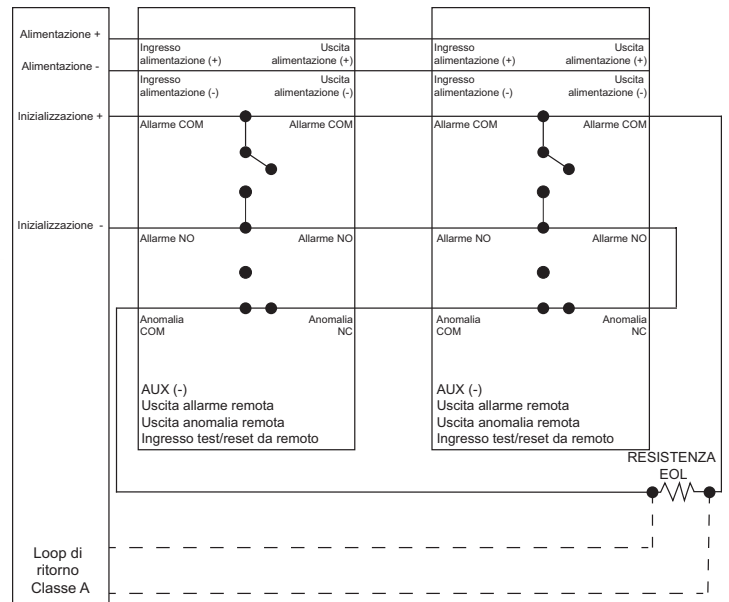 Alimentazione +
Alimentazione -
Inizializzazione +
Inizializzazione -
Loop di
ritorno
Classe A
Ingresso
alimentazione (+)
Uscita
alimentazione (+)
Ingresso
alimentazione (-)
Uscita
alimentazione (-)
Allarme COM
Allarme COM
Allarme NO
Allarme NO
Anomalia
COM
Anomalia
NC
AUX (-)
Uscita allarme remota
Uscita anomalia remota
Ingresso test/reset da remoto
Ingresso
alimentazione (+)
Uscita
alimentazione (+)
Ingresso
alimentazione (-)
Uscita
alimentazione (-)
Allarme COM
Allarme COM
Allarme NO
Allarme NO
Anomalia
COM
Anomalia
NC
AUX (-)
Uscita allarme remota
Uscita anomalia remota
Ingresso test/reset da remoto
RESISTENZA
EOL